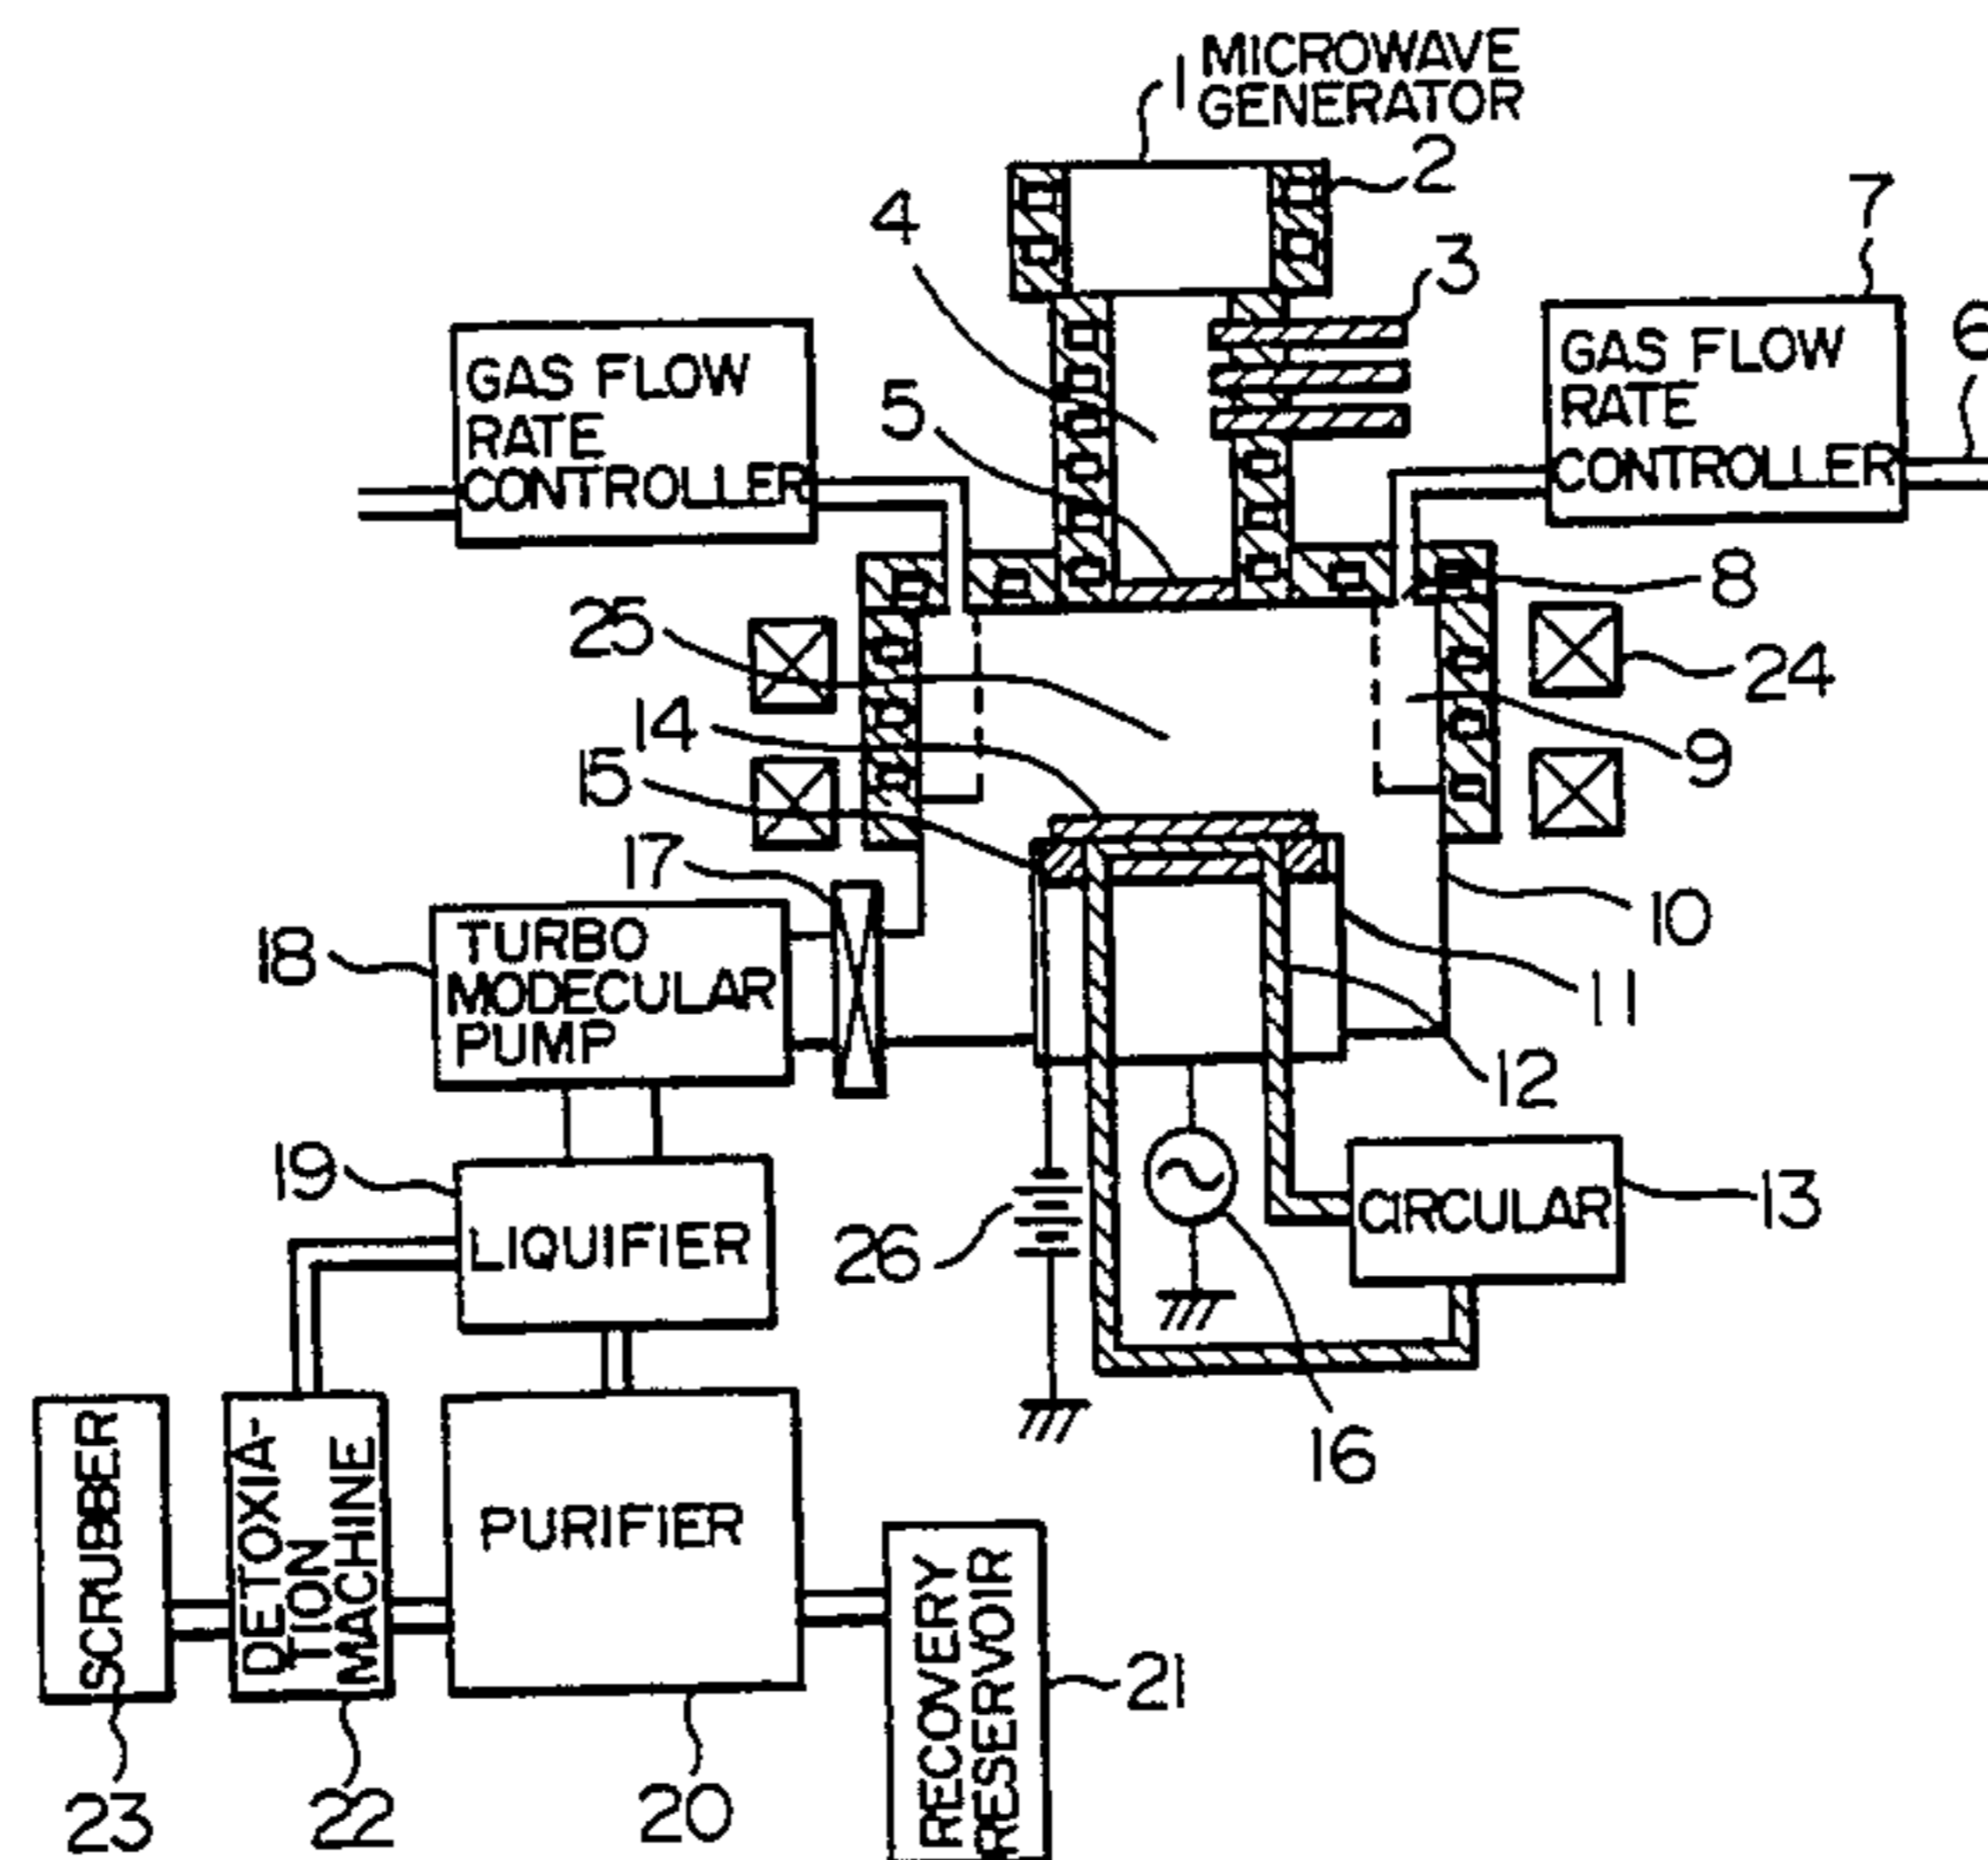 1 MICROWAVE
GENERATOR
2
4
3
7
6
GAS FLOW
RATE
CONTROLLER
GAS FLOW
RATE
CONTROLLER
5
8
25
24
14
9
15
17
10
18
TURBO
MODECULAR
PUMP
11
12
19
LIQUIFIER
CIRCULAR
13
26
16
SCRUBBER
DETOXIA-
TION
MACHINE
PURIFIER
RECOVERY
RESERVOIR
21
23
22
20